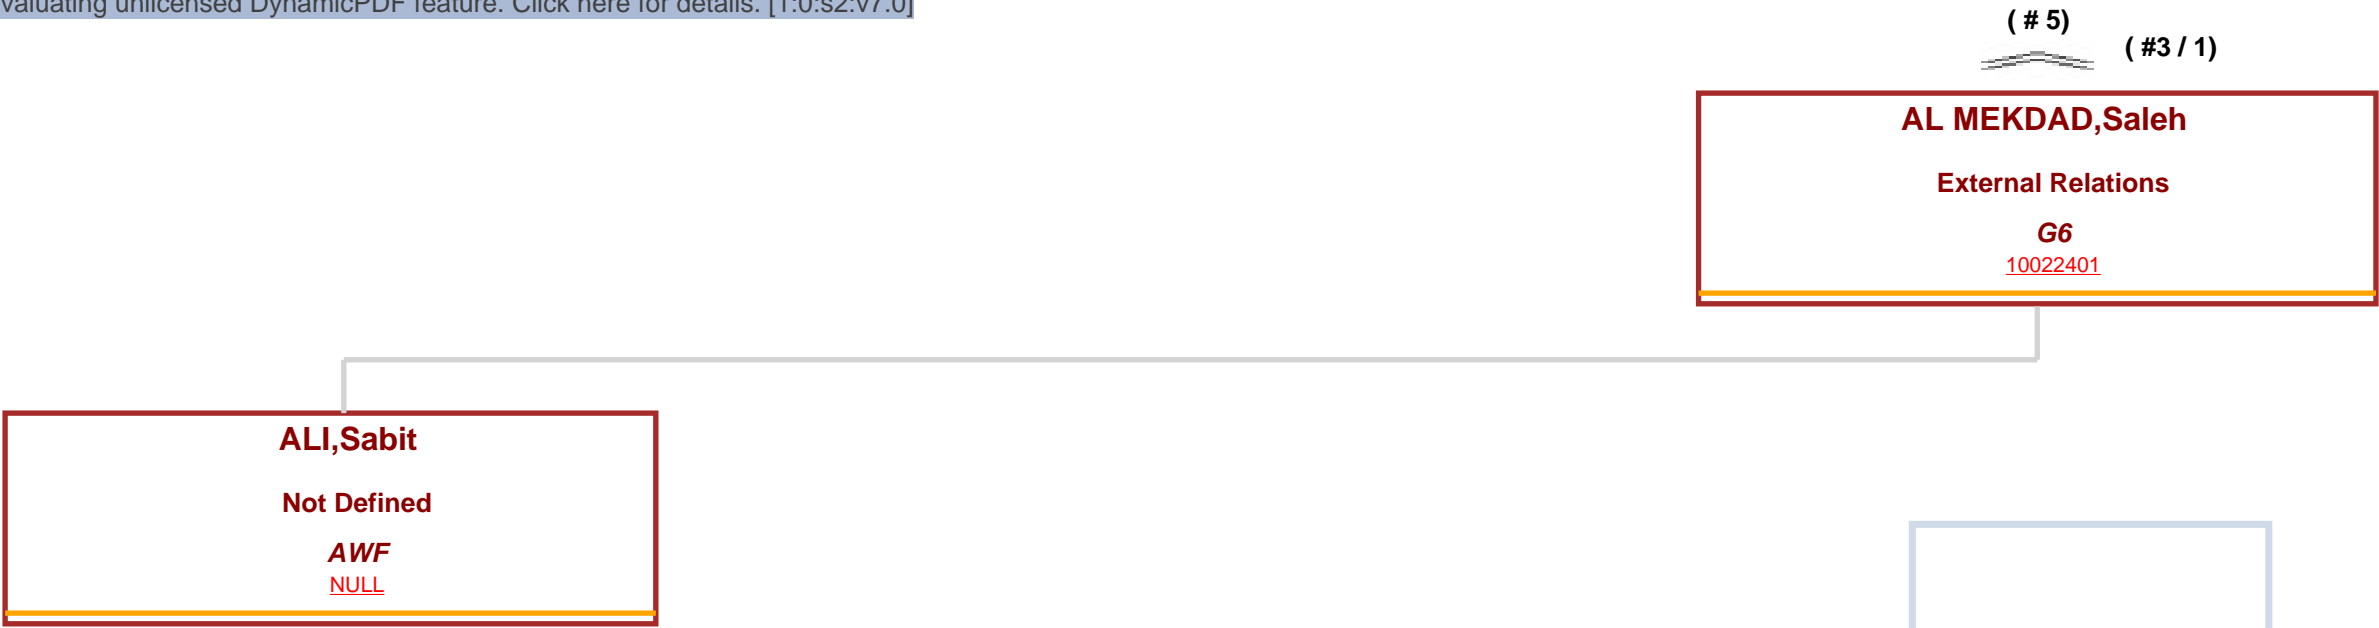 valuating unlicensed DynamicPDF feature. Click here for details. [1:0:s2:v7.0]
( # 5)
( #3 / 1)
AL MEKDAD,Saleh
External Relations
G6
10022401
ALI,Sabit
Not Defined
AWF
NULL